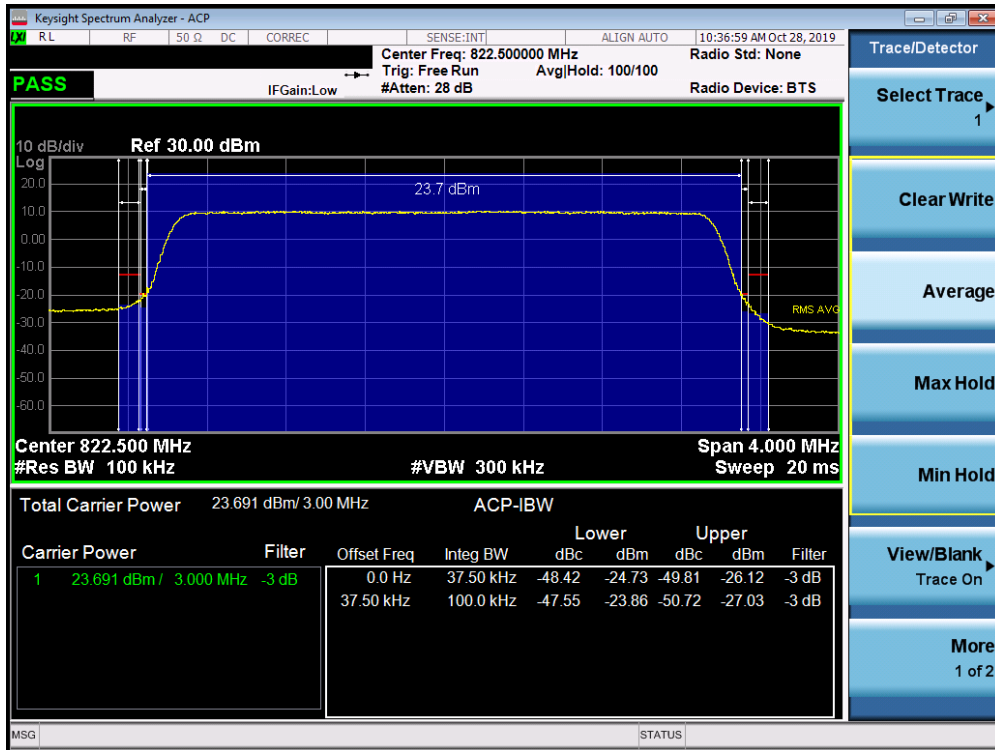 Keysight Spectrum Analyzer - ACP
LXI RL RF 50 Ω DC CORREC SENSE:INT ALIGN AUTO 10:36:59 AM Oct 28, 2019
Center Freq: 822.500000 MHz Radio Std: None
Trig: Free Run Avg|Hold: 100/100
PASS IFGain:Low #Atten: 28 dB Radio Device: BTS
10 dB/div Ref 30.00 dBm
Log
20.0
23.7 dBm
10.0
0.00
-10.0
-20.0
RMS AVG
-30.0
-40.0
-50.0
-60.0
Center 822.500 MHz Span 4.000 MHz
#Res BW 100 kHz #VBW 300 kHz Sweep 20 ms
Total Carrier Power 23.691 dBm/ 3.00 MHz ACP-IBW
Lower Upper
Carrier Power Filter Offset Freq Integ BW dBc dBm dBc dBm Filter
1 23.691 dBm / 3.000 MHz -3 dB 0.0 Hz 37.50 kHz -48.42 -24.73 -49.81 -26.12 -3 dB
37.50 kHz 100.0 kHz -47.55 -23.86 -50.72 -27.03 -3 dB
MSG STATUS
Trace/Detector
Select Trace
1
Clear Write
Average
Max Hold
Min Hold
View/Blank
Trace On
More
1 of 2